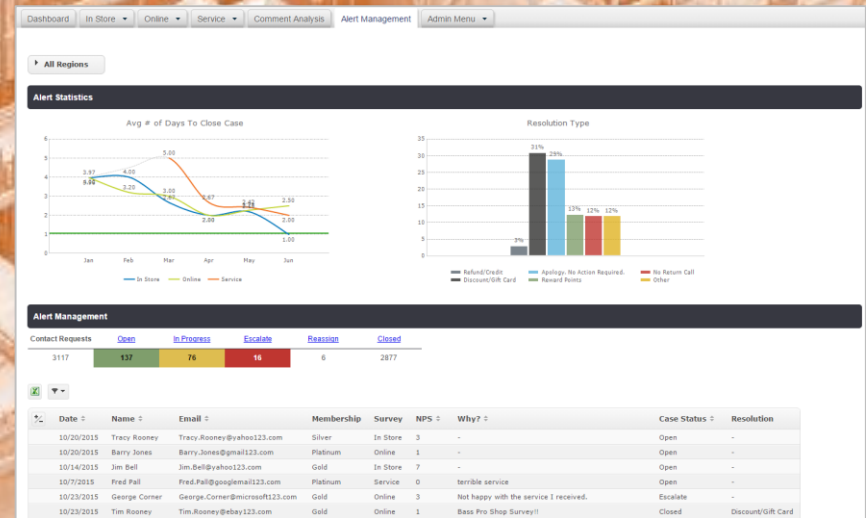 Dashboard In Store Online Service Comment Analysis Alert Management Admin Menu
All Regions
Alert Statistics
Avg # of Days To Close Case
6
5
4
3
2
1
0
3.97
4.00
3.20
5.00
3.00
2.67
2.67
2.00
2.50
2.00
1.00
Jan Feb Mar Apr May Jun
In Store Online Service
Resolution Type
35
30
25
20
15
10
5
0
3% 31% 29% 13% 12% 12%
Refund/Credit Apology, No Action Required. No Return Call
Discount/Gift Card Reward Points Other
Alert Management
Contact Requests Open In Progress Escalate Reassign Closed
3117 137 76 16 6 2877
Date Name Email Membership Survey NPS Why? Case Status Resolution
10/20/2015 Tracy Rooney Tracy.Rooney@yahoo123.com Silver In Store 3 - Open -
10/20/2015 Barry Jones Barry.Jones@gmail123.com Platinum Online 1 - Open -
10/14/2015 Jim Bell Jim.Bell@yahoo123.com Gold In Store 7 - Open -
10/7/2015 Fred Pall Fred.Pall@googlemail123.com Platinum Service 0 terrible service Open -
10/23/2015 George Corner George.Corner@microsoft123.com Gold Online 3 Not happy with the service I received. Escalate -
10/23/2015 Tim Rooney Tim.Rooney@ebay123.com Gold Online 1 Bass Pro Shop Survey!! Closed Discount/Gift Card